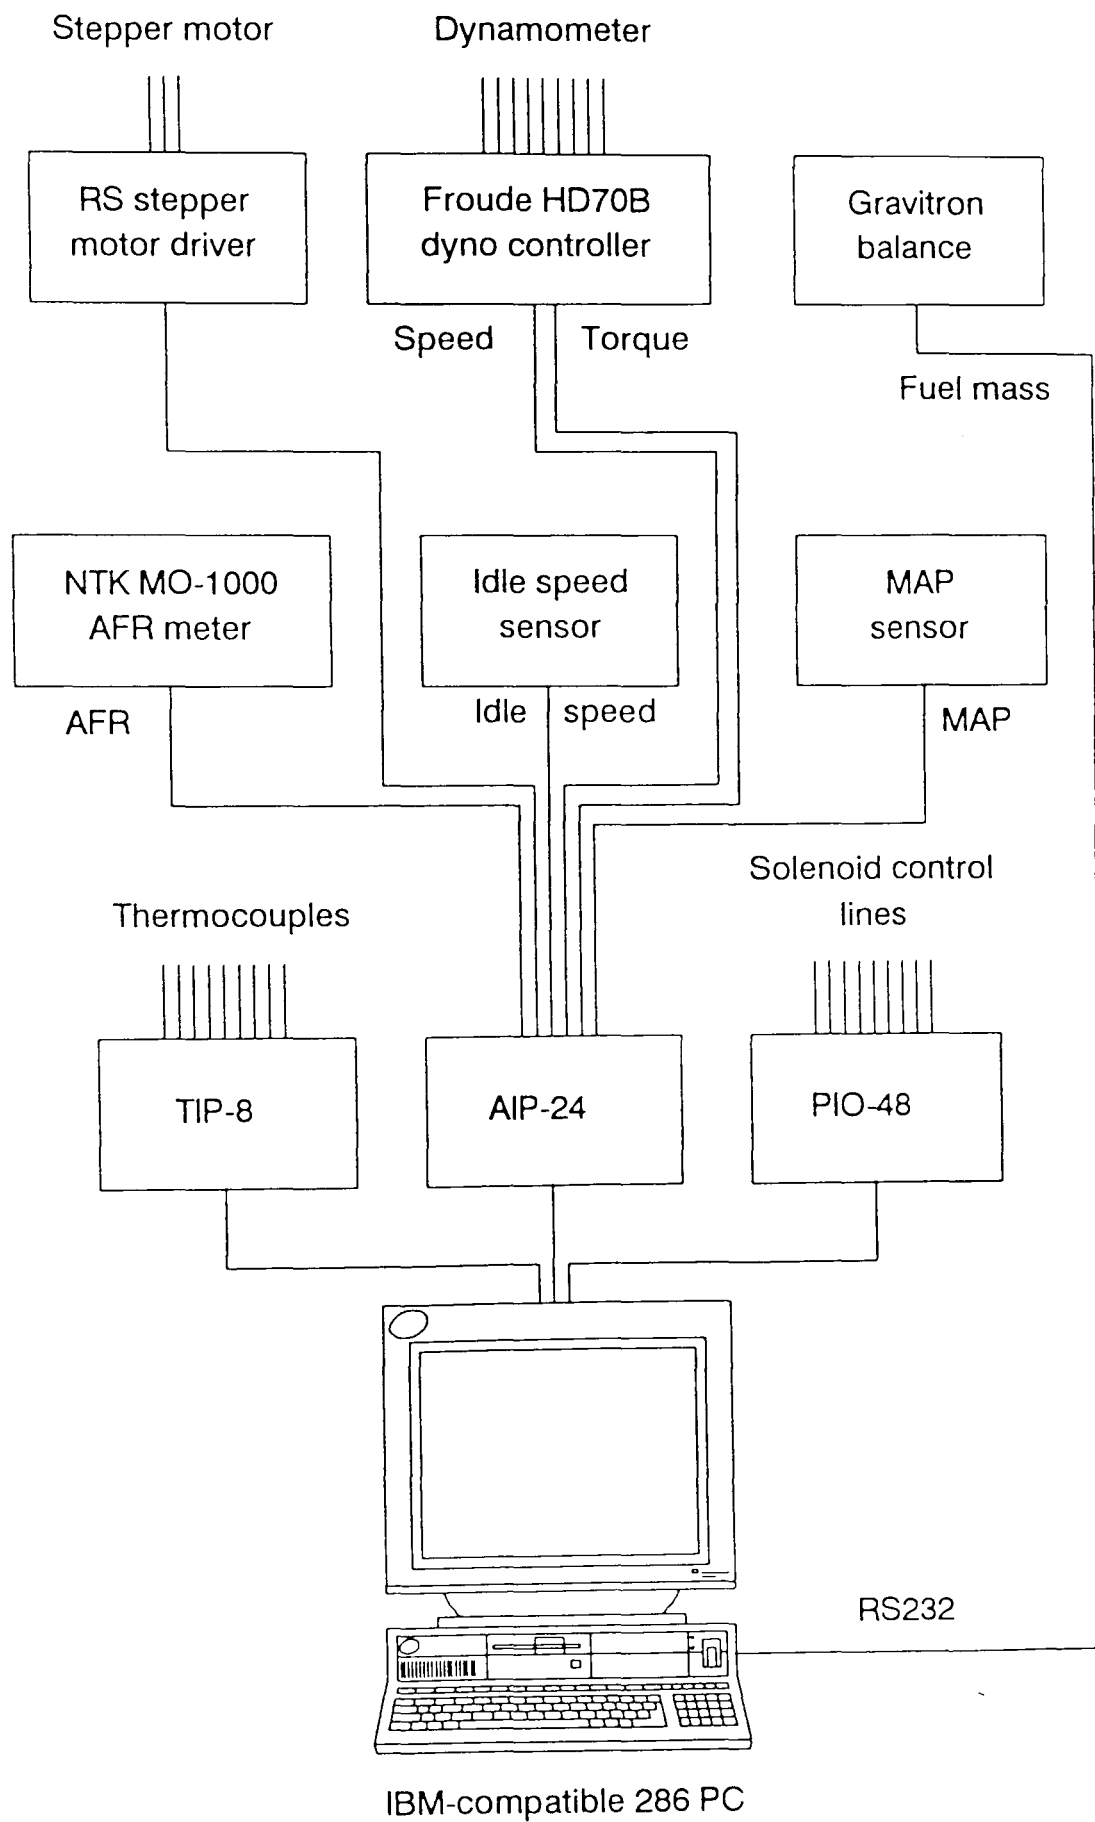 Stepper motor
Dynamometer
RS stepper
motor driver
Froude HD70B
dyno controller
Gravitron
balance
Speed
Torque
Fuel mass
NTK MO-1000
AFR meter
Idle speed
sensor
MAP
sensor
AFR
Idle speed
MAP
Solenoid control
lines
Thermocouples
TIP-8
AIP-24
PIO-48
RS232
IBM-compatible 286 PC